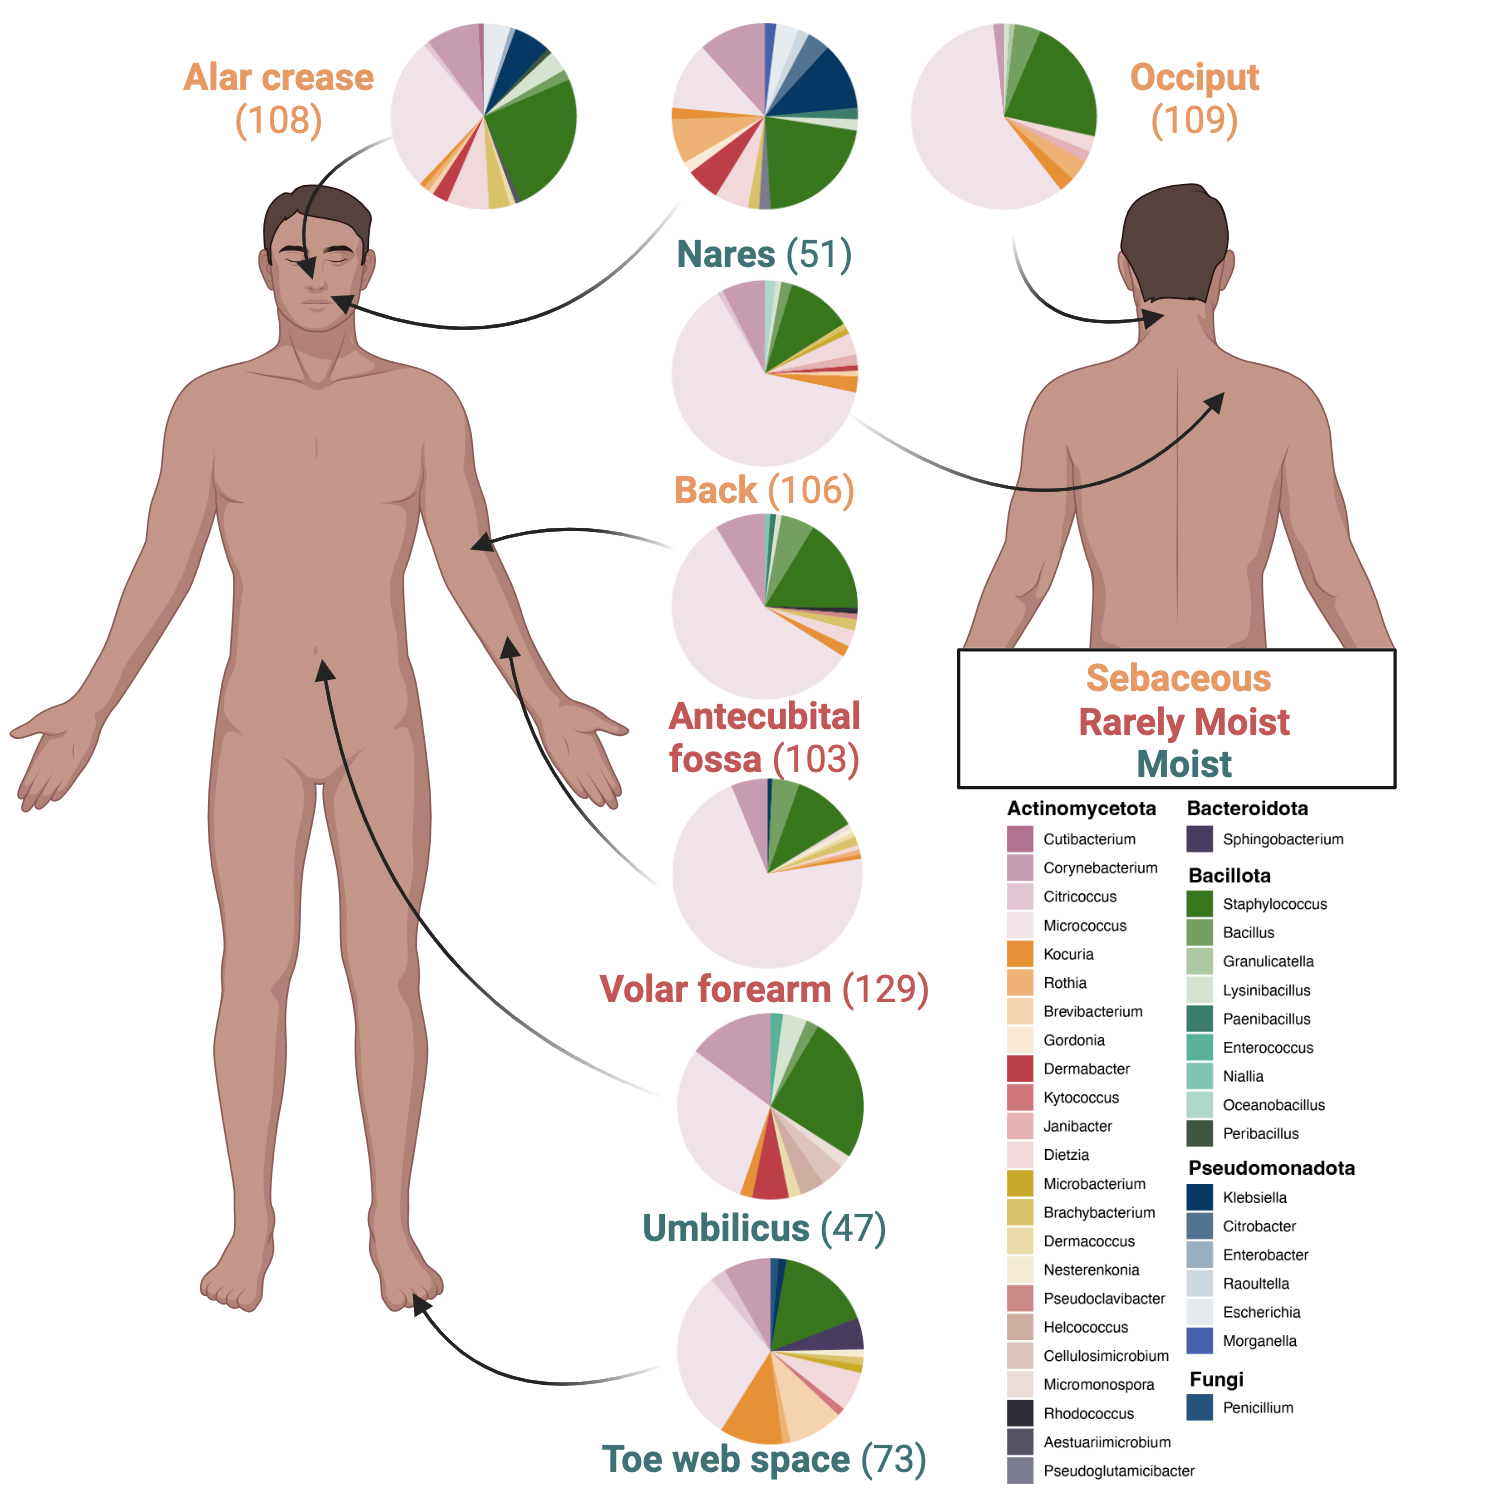 Alar crease
(108)
Occiput
(109)
Nares (51)
Back (106)
Antecubital
fossa (103)
Volar forearm (129)
Umbilicus (47)
Toe web space (73)
Sebaceous
Rarely Moist
Moist
Actinomycetota
Cutibacterium
Corynebacterium
Citricoccus
Micrococcus
Kocuria
Rothia
Brevibacterium
Gordonia
Dermabacter
Kytococcus
Janibacter
Dietzia
Microbacterium
Brachybacterium
Dermacoccus
Nesterenkonia
Pseudoclavibacter
Helcococcus
Cellulosimicrobium
Micromonospora
Rhodococcus
Aestuariimicrobium
Pseudoglutamicibacter
Bacteroidota
Sphingobacterium
Bacillota
Staphylococcus
Bacillus
Granulicatella
Lysinibacillus
Paenibacillus
Enterococcus
Niallia
Oceanobacillus
Peribacillus
Pseudomonadota
Klebsiella
Citrobacter
Enterobacter
Raoultella
Escherichia
Morganella
Fungi
Penicillium